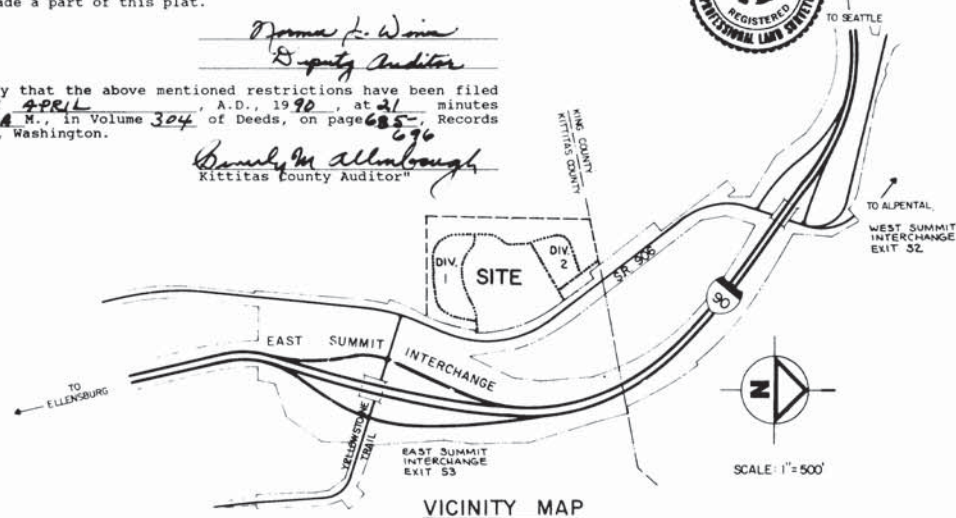 ade a part of this plat.
Deputy Auditor
y that the above mentioned restrictions have been filed
APRIL, A.D., 1990, at 21 minutes
A M., in Volume 304 of Deeds, on page 685-, Records
696
, Washington.
Beverly M. Allenbaugh
Kittitas County Auditor"
REGISTERED
PROFESSIONAL LAND SURVEYOR
TO SEATTLE
KING COUNTY
KITTITAS COUNTY
TO ALPENTAL,
WEST SUMMIT
INTERCHANGE
EXIT 52
DIV. 1
SITE
DIV. 2
S.R. 906
90
EAST SUMMIT INTERCHANGE
TO
ELLENSBURG
YELLOWSTONE
TRAIL
EAST SUMMIT
INTERCHANGE
EXIT 53
N
SCALE: 1"=500'
VICINITY MAP